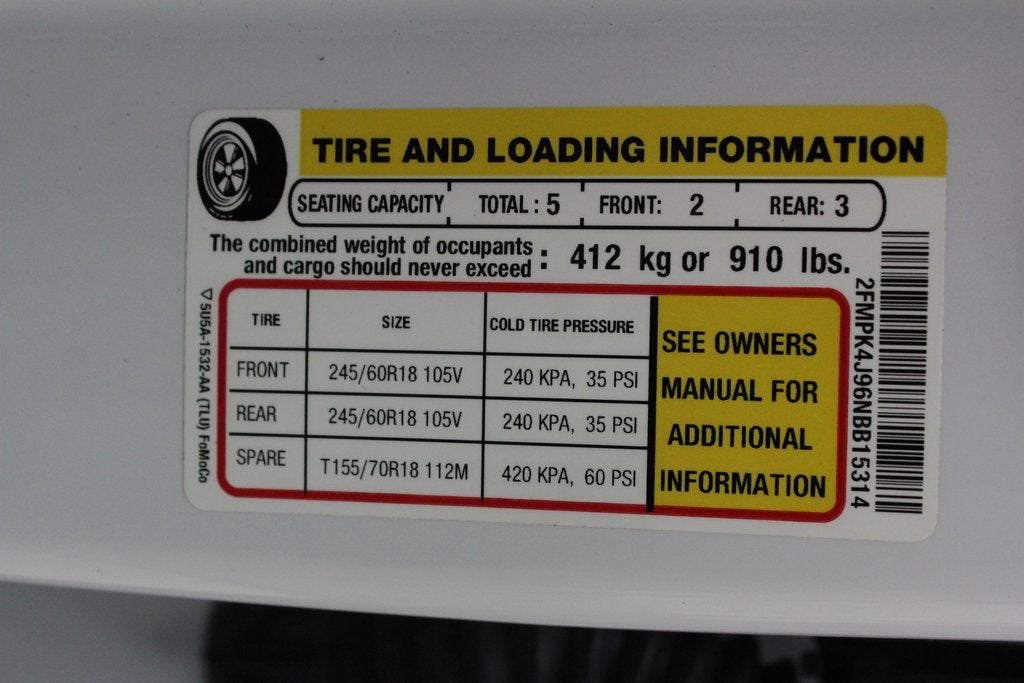 TIRE AND LOADING INFORMATION
SEATING CAPACITY TOTAL : 5 FRONT: 2 REAR: 3
The combined weight of occupants
and cargo should never exceed : 412 kg or 910 lbs.
TIRE SIZE COLD TIRE PRESSURE
FRONT 245/60R18 105V 240 KPA, 35 PSI
REAR 245/60R18 105V 240 KPA, 35 PSI
SPARE T155/70R18 112M 420 KPA, 60 PSI
SEE OWNERS
MANUAL FOR
ADDITIONAL
INFORMATION
5U5A-1532-AA (TLU) FoMoCo
2FMPK4J96NBB15314